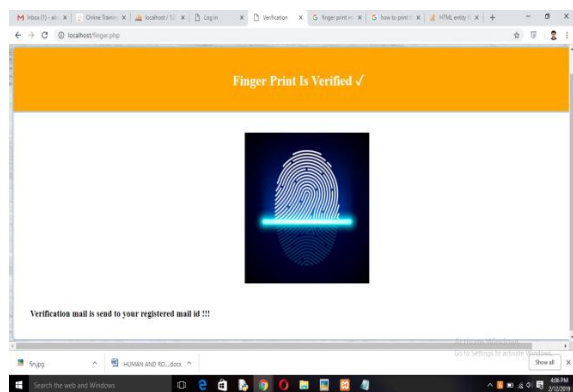 Inbox (1) - 
Online Trainin
localhost / 
Log in
Verification
finger print im
how to print ti
HTML entity
localhost/finger.php
Finger Print Is Verified ✓
Verification mail is send to your registered mail id !!!
Activate Windows
Go to Settings to activate Windows.
HUMAN AND RO....docx
Show all
Search the web and Windows
4:06 PM
2/12/2019